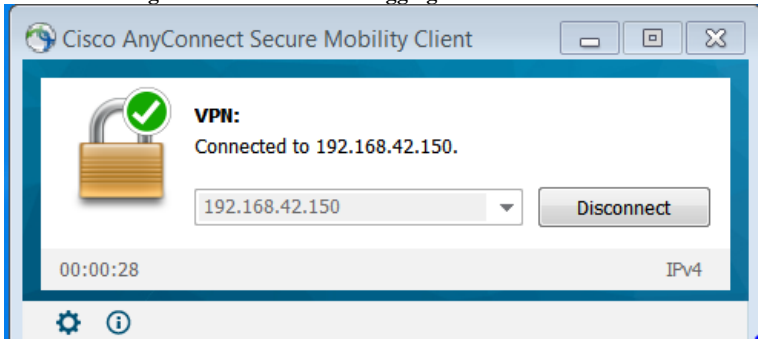 Cisco AnyConnect Secure Mobility Client
VPN:
Connected to 192.168.42.150.
192.168.42.150
Disconnect
00:00:28
IPv4